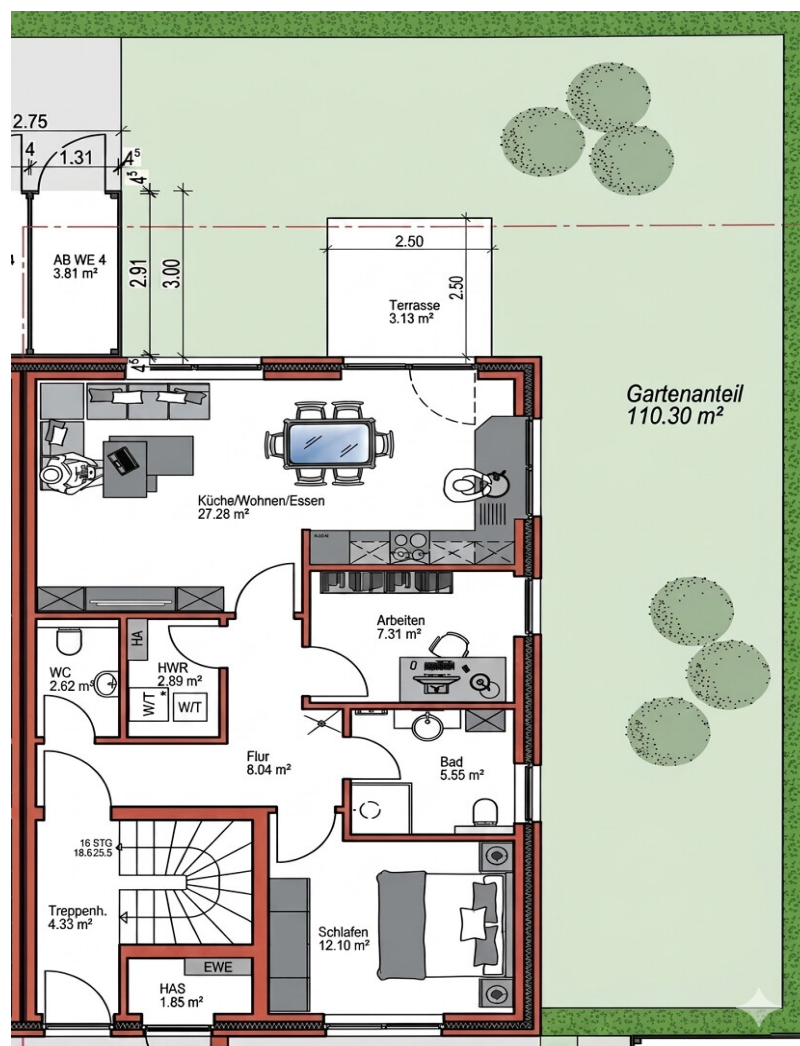 2.75
4
1.31
4⁵
4⁵
AB WE 4
3.81 m²
2.91
3.00
2.50
2.50
Terrasse
3.13 m²
4⁵
Gartenanteil
110.30 m²
Küche/Wohnen/Essen
27.28 m²
Arbeiten
7.31 m²
HA
WC
2.62 m²
HWR
2.89 m²
W/T
*
W/T
Flur
8.04 m²
Bad
5.55 m²
16 STG
18.625.5
Treppenh.
4.33 m²
Schlafen
12.10 m²
EWE
HAS
1.85 m²